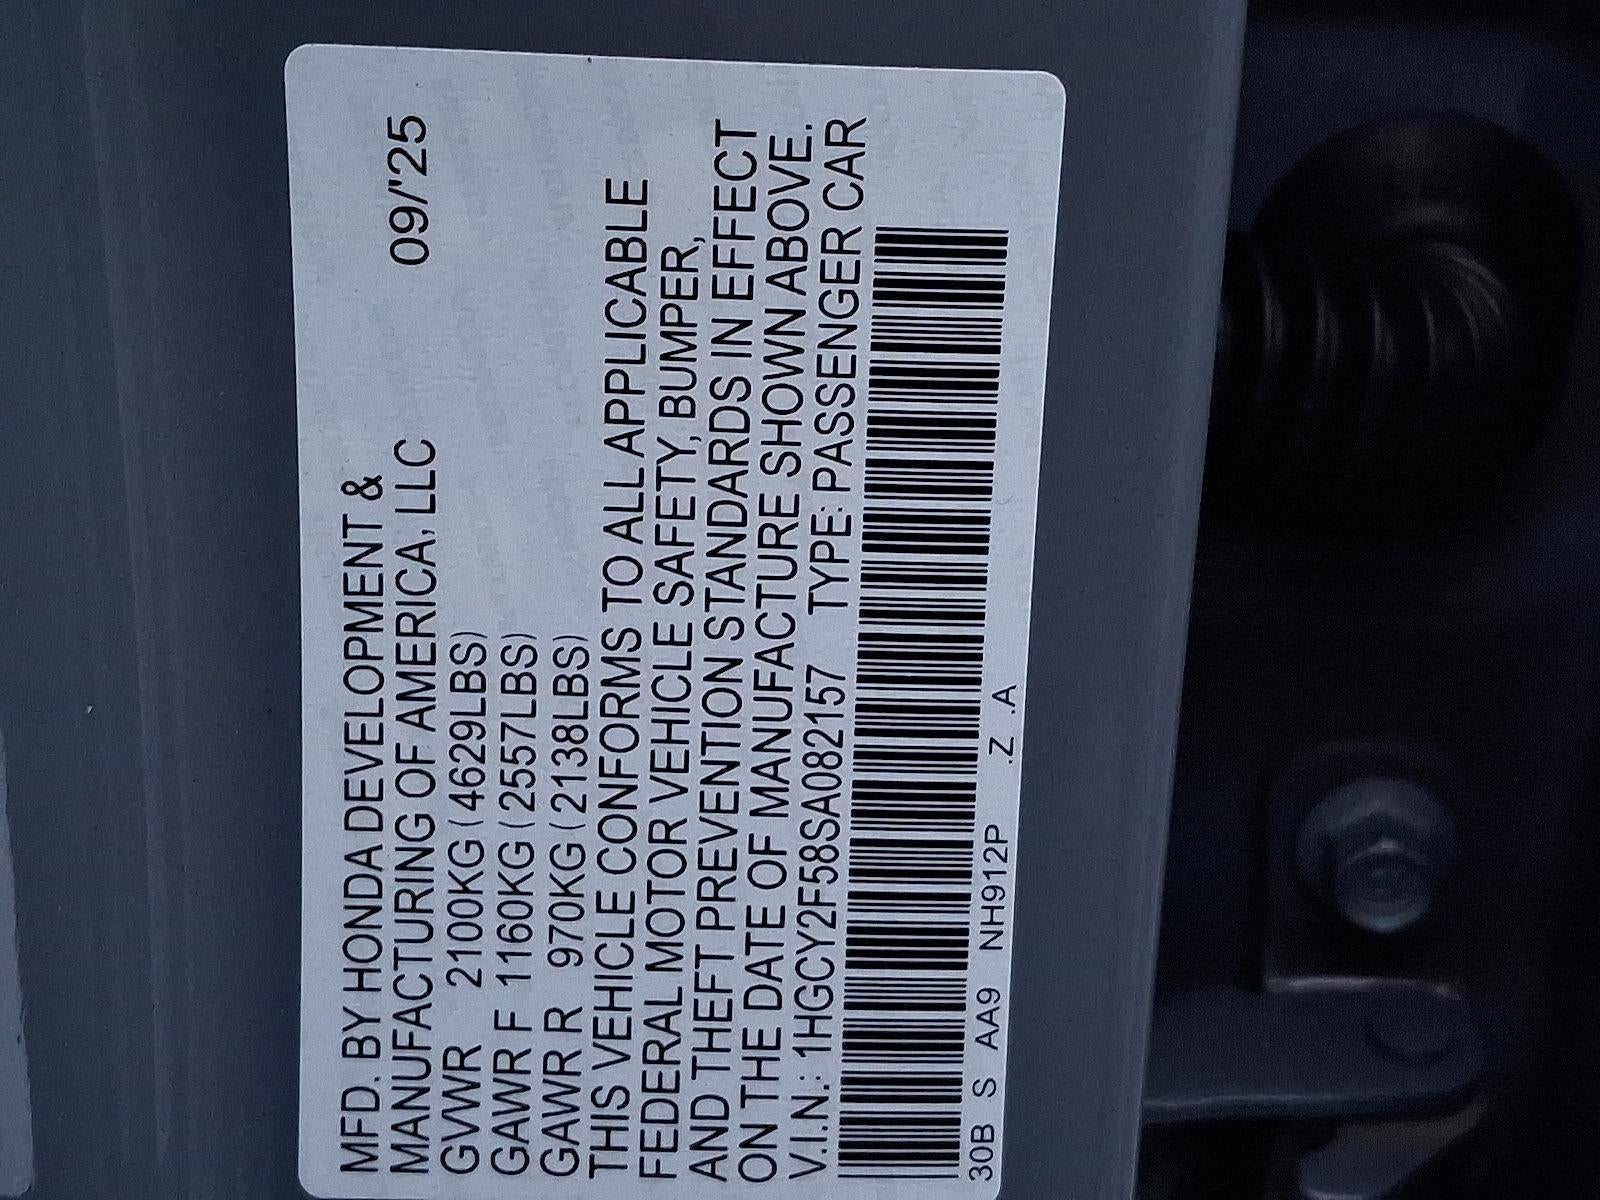 MFD. BY HONDA DEVELOPMENT &
MANUFACTURING OF AMERICA, LLC 09/'25
GVWR 2100KG (4629LBS)
GAWR F 1160KG (2557LBS)
GAWR R 970KG (2138LBS)
THIS VEHICLE CONFORMS TO ALL APPLICABLE
FEDERAL MOTOR VEHICLE SAFETY, BUMPER,
AND THEFT PREVENTION STANDARDS IN EFFECT
ON THE DATE OF MANUFACTURE SHOWN ABOVE.
V.I.N.: 1HGCY2F58SA082157 TYPE: PASSENGER CAR
30B S AA9 NH912P .Z .A